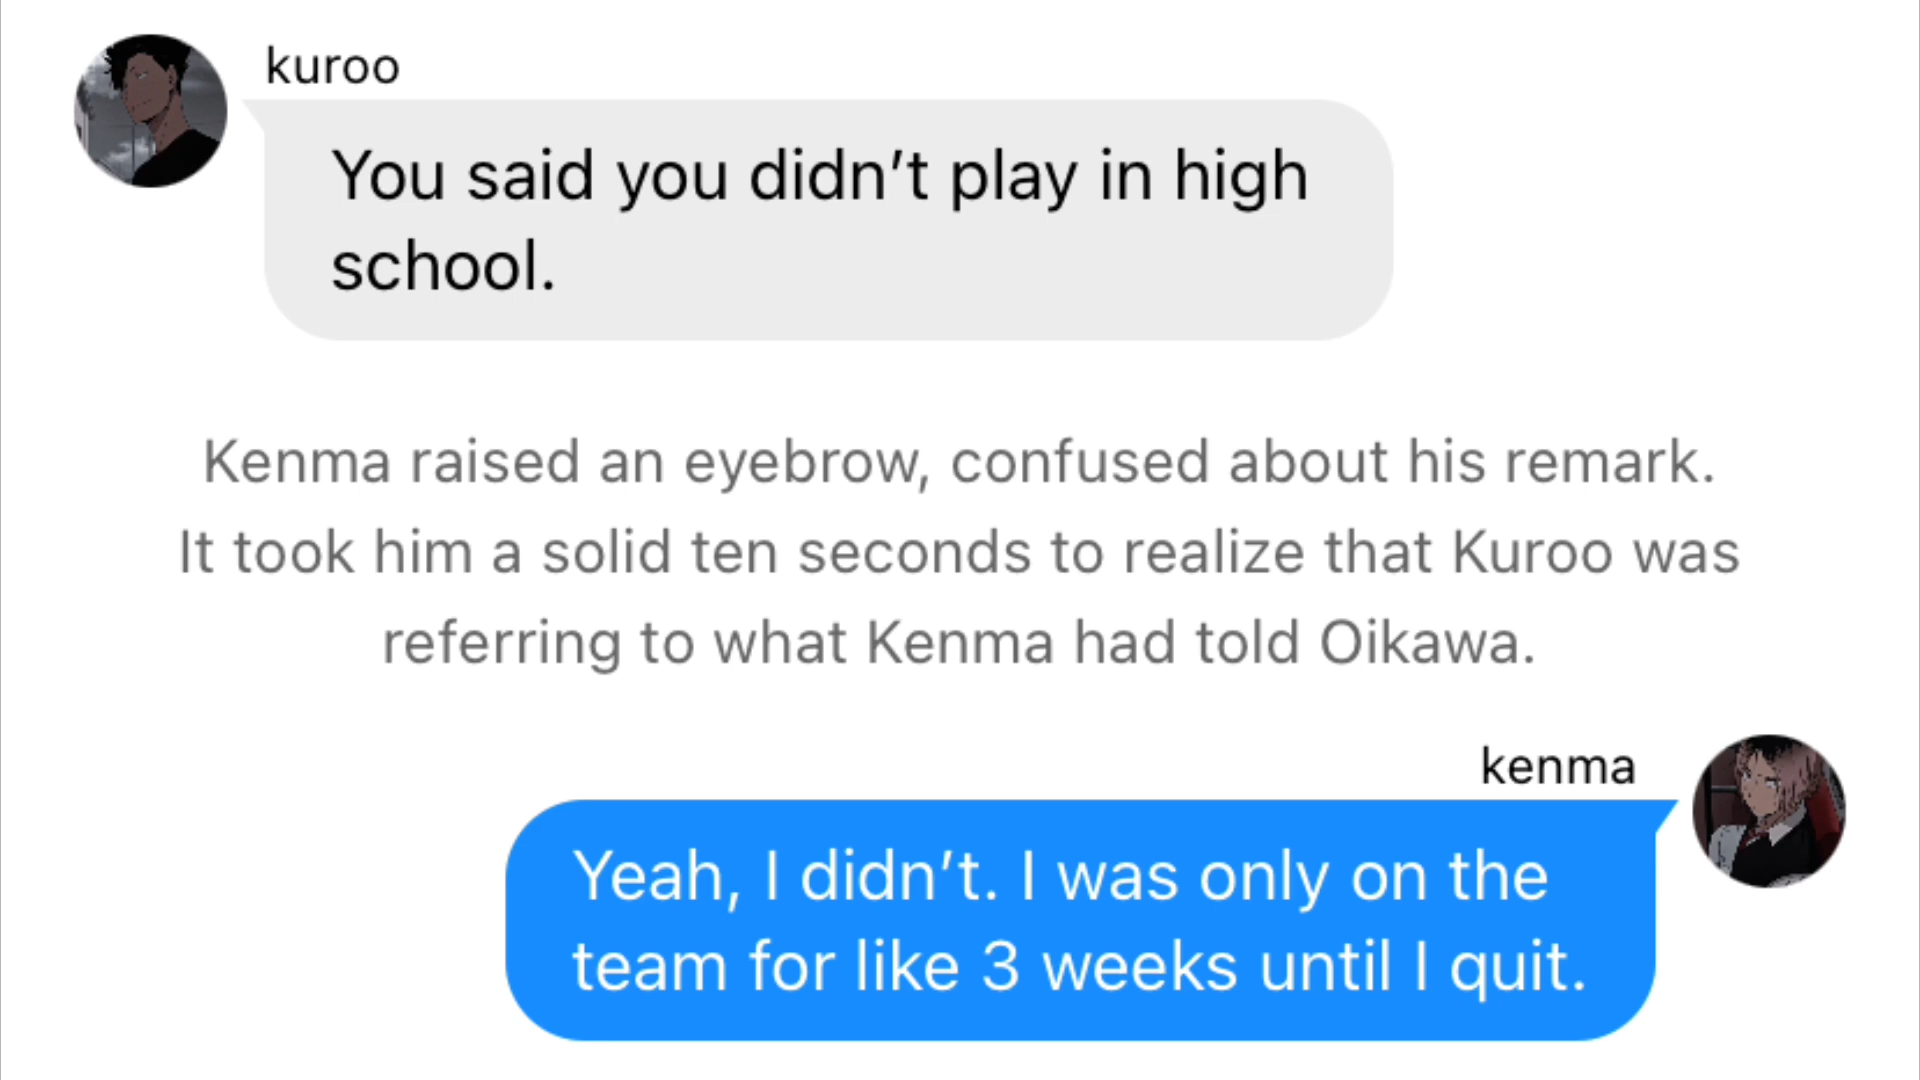 kuroo
You said you didn’t play in high
school.
Kenma raised an eyebrow, confused about his remark.
It took him a solid ten seconds to realize that Kuroo was
referring to what Kenma had told Oikawa.
kenma
Yeah, I didn’t. I was only on the
team for like 3 weeks until I quit.